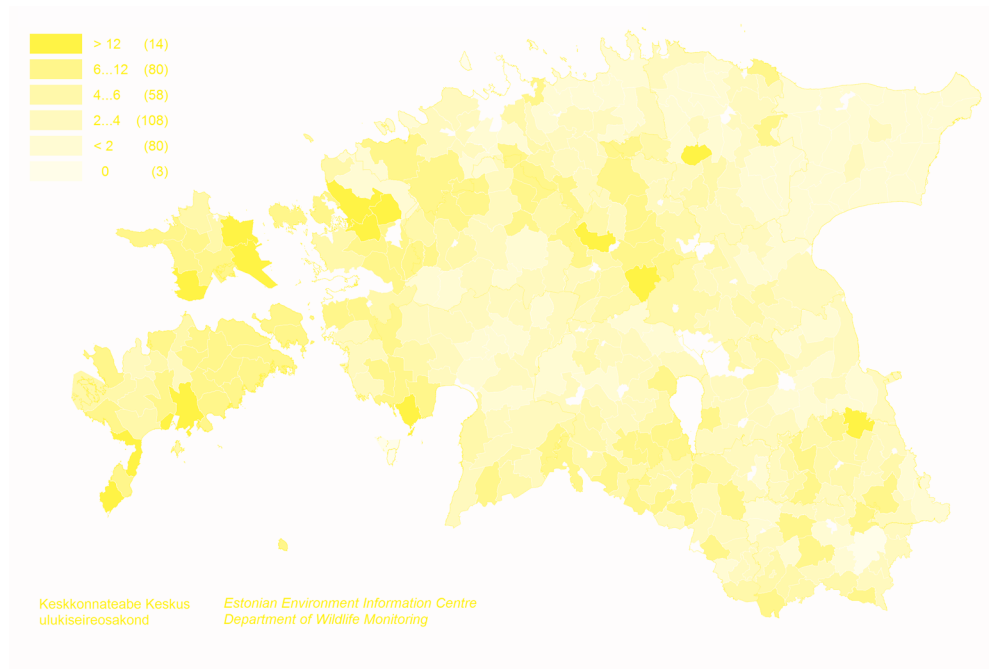 > 12 (14)
6...12 (80)
4...6 (58)
2...4 (108)
< 2 (80)
0 (3)
Keskkonnateabe Keskus
ulukiseireosakond
Estonian Environment Information Centre
Department of Wildlife Monitoring